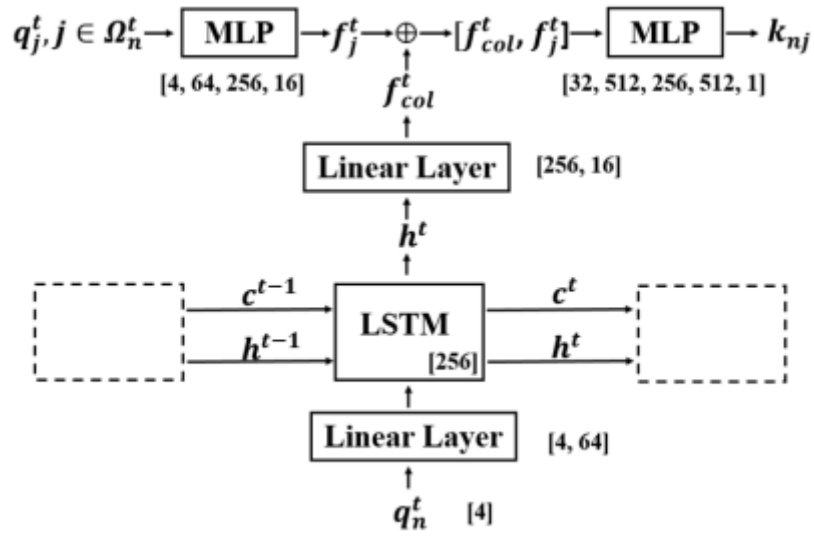 q_j^t, j ∈ Ω_n^t → MLP → f_j^t → ⊕ → [f_col^t, f_j^t] → MLP → k_nj
[4, 64, 256, 16] [32, 512, 256, 512, 1]
f_col^t
Linear Layer [256, 16]
h^t
c^{t-1} c^t
LSTM
h^{t-1} h^t
[256]
Linear Layer [4, 64]
q_n^t [4]